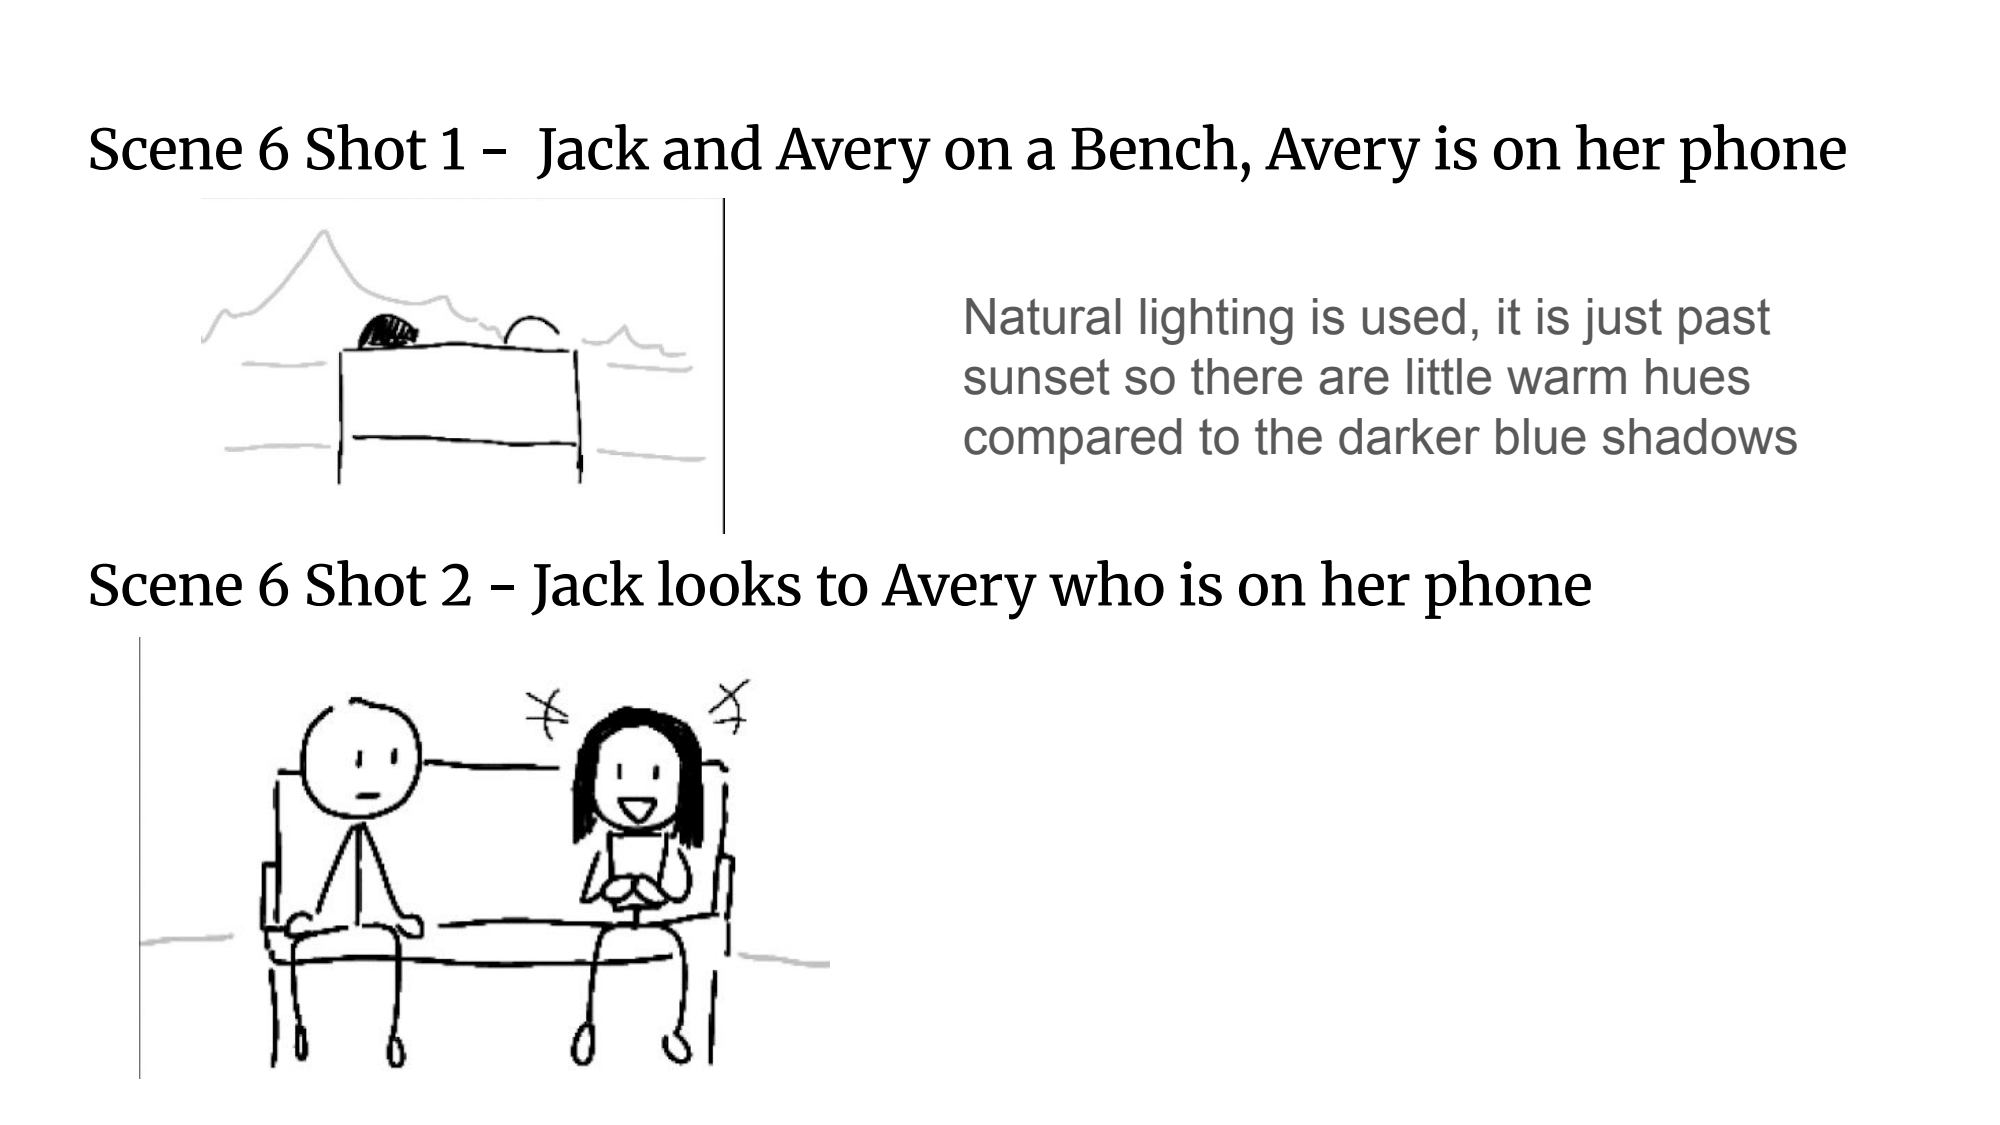 Scene 6 Shot 1 - Jack and Avery on a Bench, Avery is on her phone
Natural lighting is used, it is just past
sunset so there are little warm hues
compared to the darker blue shadows
Scene 6 Shot 2 - Jack looks to Avery who is on her phone